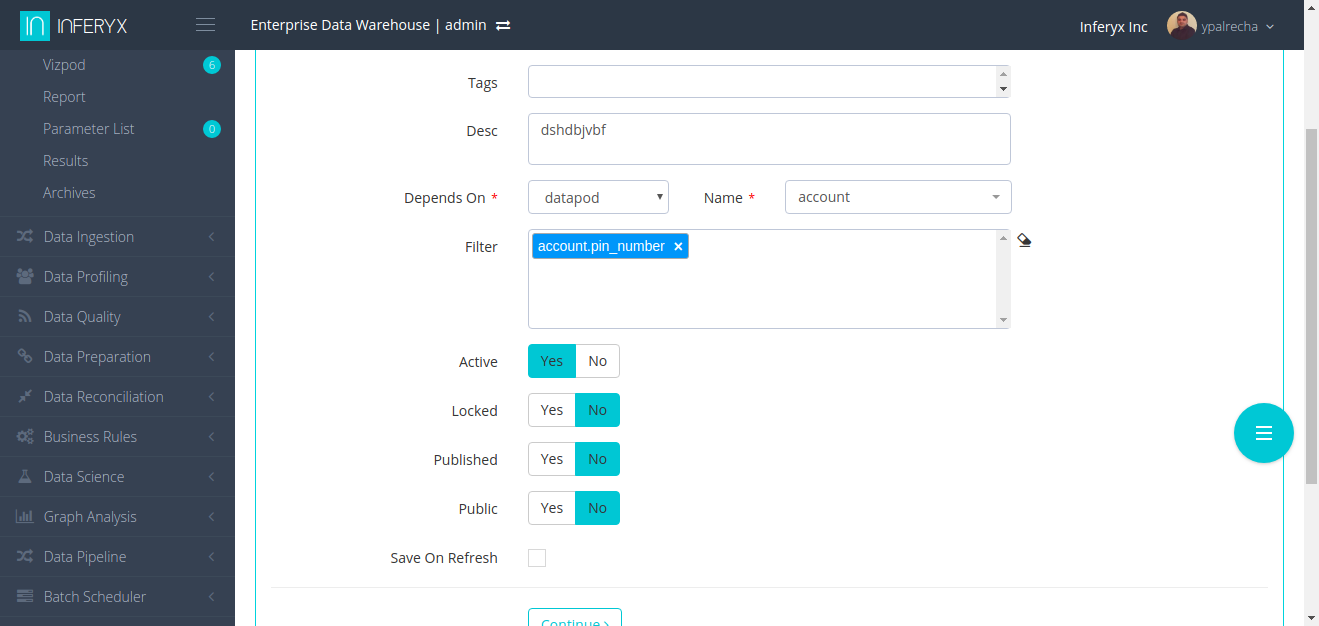 INFERYX
Enterprise Data Warehouse | admin
Inferyx Inc
ypalrecha
Vizpod 6
Report
Parameter List 0
Results
Archives
Data Ingestion
Data Profiling
Data Quality
Data Preparation
Data Reconciliation
Business Rules
Data Science
Graph Analysis
Data Pipeline
Batch Scheduler
Tags
Desc dshdbjvbf
Depends On * datapod Name * account
Filter account.pin_number ×
Active Yes No
Locked Yes No
Published Yes No
Public Yes No
Save On Refresh
Continue